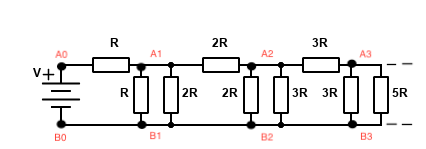 R 2R 3R
A0 A1 A2 A3
V+
R 2R 2R 3R 3R 5R
B0 B1 B2 B3